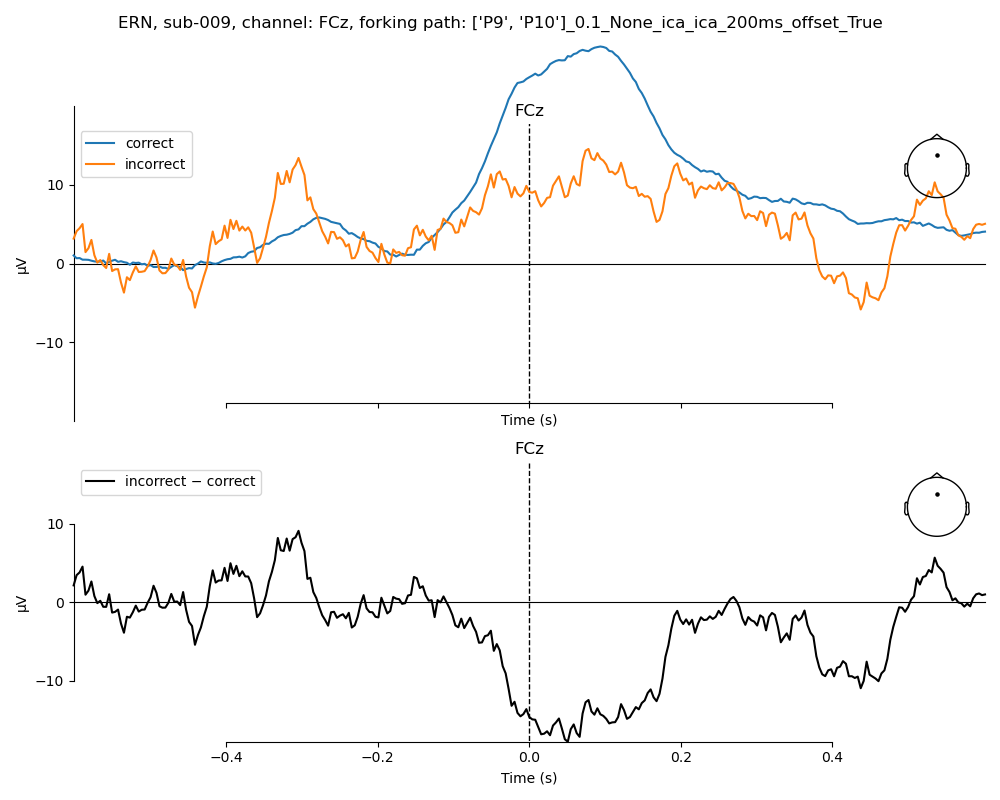 ERN, sub-009, channel: FCz, forking path: ['P9', 'P10']_0.1_None_ica_ica_200ms_offset_True
FCz
correct
incorrect
10
0
−10
µV
Time (s)
FCz
incorrect − correct
10
0
−10
µV
−0.4
−0.2
0.0
0.2
0.4
Time (s)